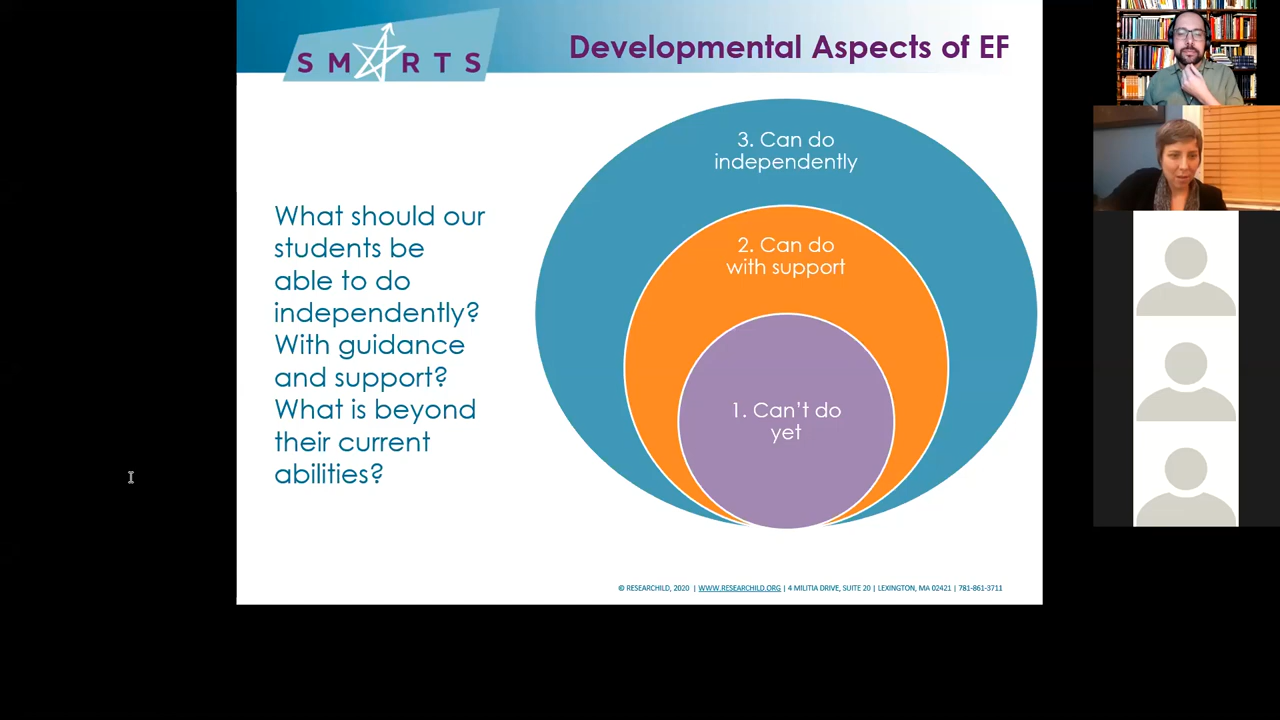 SMARTS
Developmental Aspects of EF
What should our
students be
able to do
independently?
With guidance
and support?
What is beyond
their current
abilities?
3. Can do
independently
2. Can do
with support
1. Can’t do
yet
© RESEARCHILD, 2020 | WWW.RESEARCHILD.ORG | 4 MILITIA DRIVE, SUITE 20 | LEXINGTON, MA 02421 | 781-861-3711